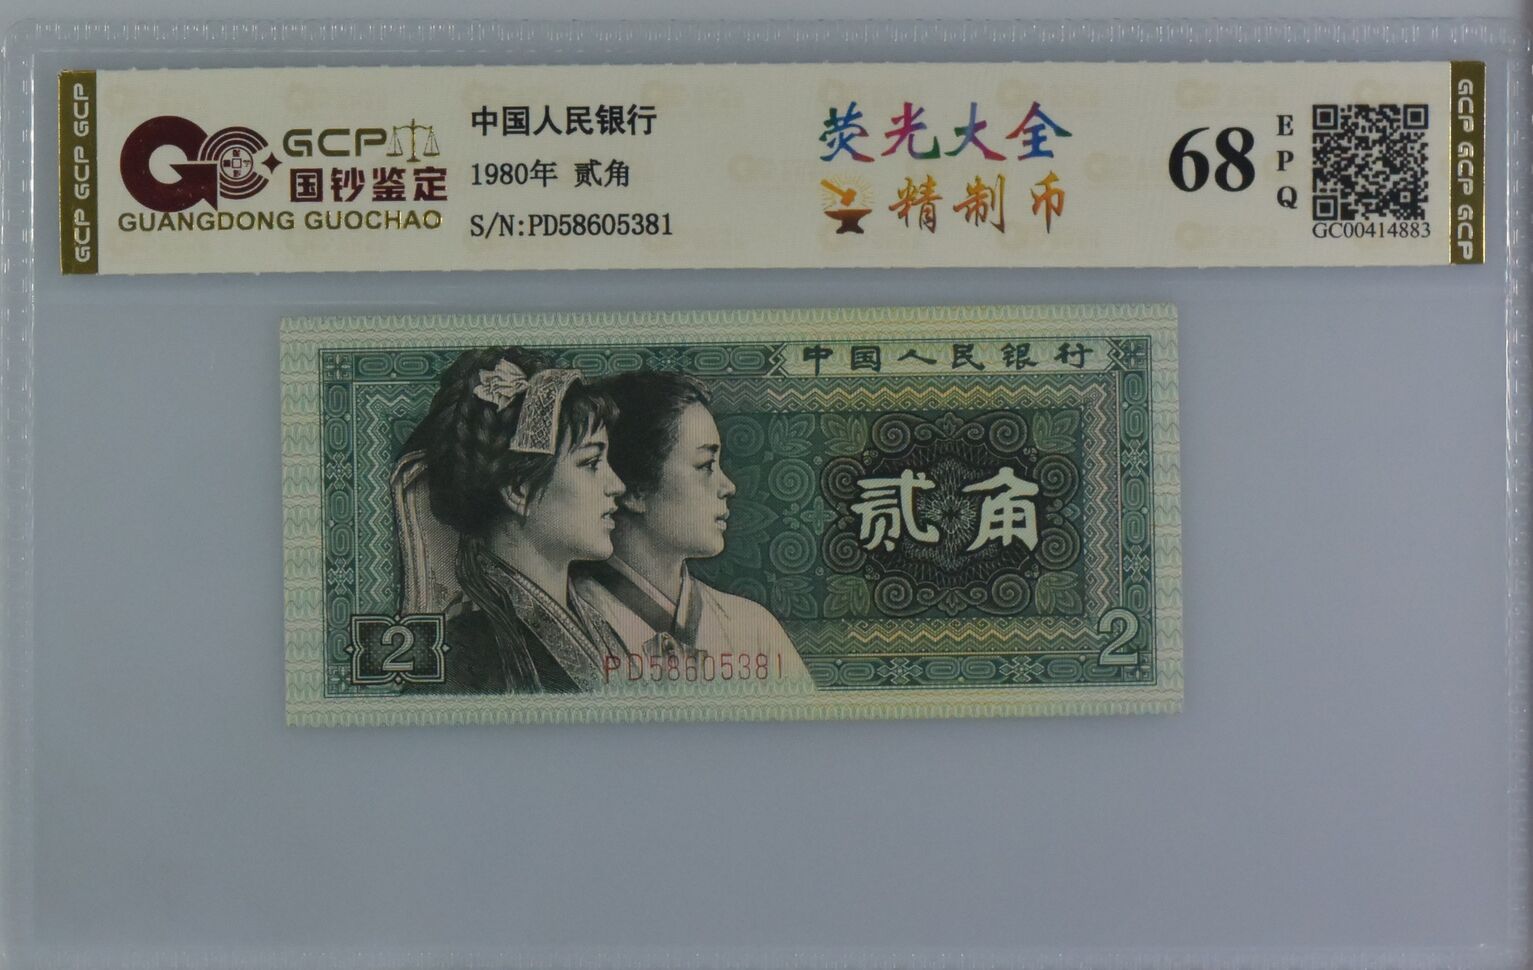 GCP GCP GCP
GCP
国钞鉴定
GUANGDONG GUOCHAO
中国人民银行
1980年 贰角
S/N:PD58605381
荧光大全
精制币
68
EPQ
GC00414883
GCP GCP GCP
中国人民银行
贰角
2
2
PD58605381